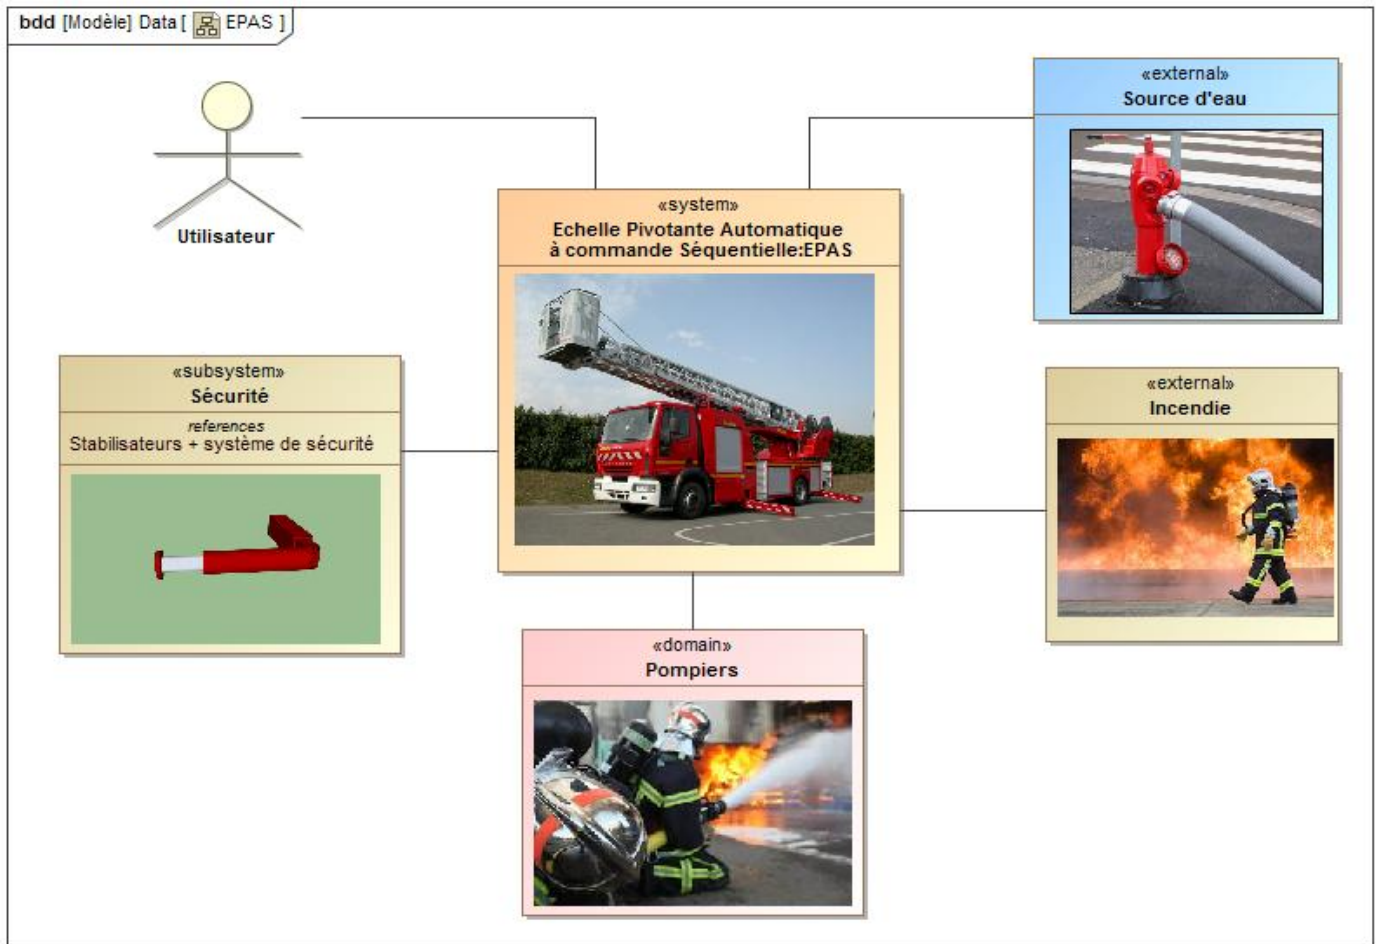 bdd [Modèle] Data [ EPAS ]
«external»
Source d'eau
Utilisateur
«system»
Echelle Pivotante Automatique
à commande Séquentielle:EPAS
«subsystem»
Sécurité
references
Stabilisateurs + système de sécurité
«external»
Incendie
«domain»
Pompiers